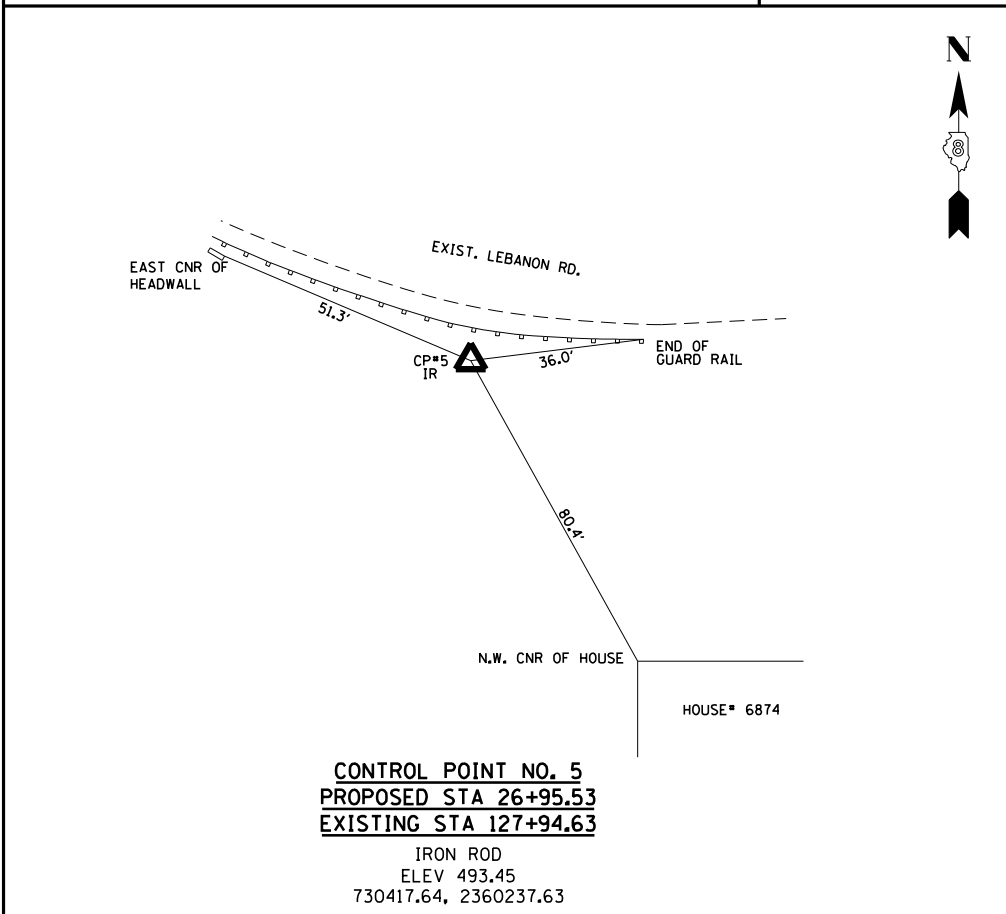 N
8
EXIST. LEBANON RD.
EAST CNR OF
HEADWALL
51.3'
END OF
GUARD RAIL
CP#5
IR
36.0'
80.4'
N.W. CNR OF HOUSE
HOUSE# 6874
CONTROL POINT NO. 5
PROPOSED STA 26+95.53
EXISTING STA 127+94.63
IRON ROD
ELEV 493.45
730417.64, 2360237.63